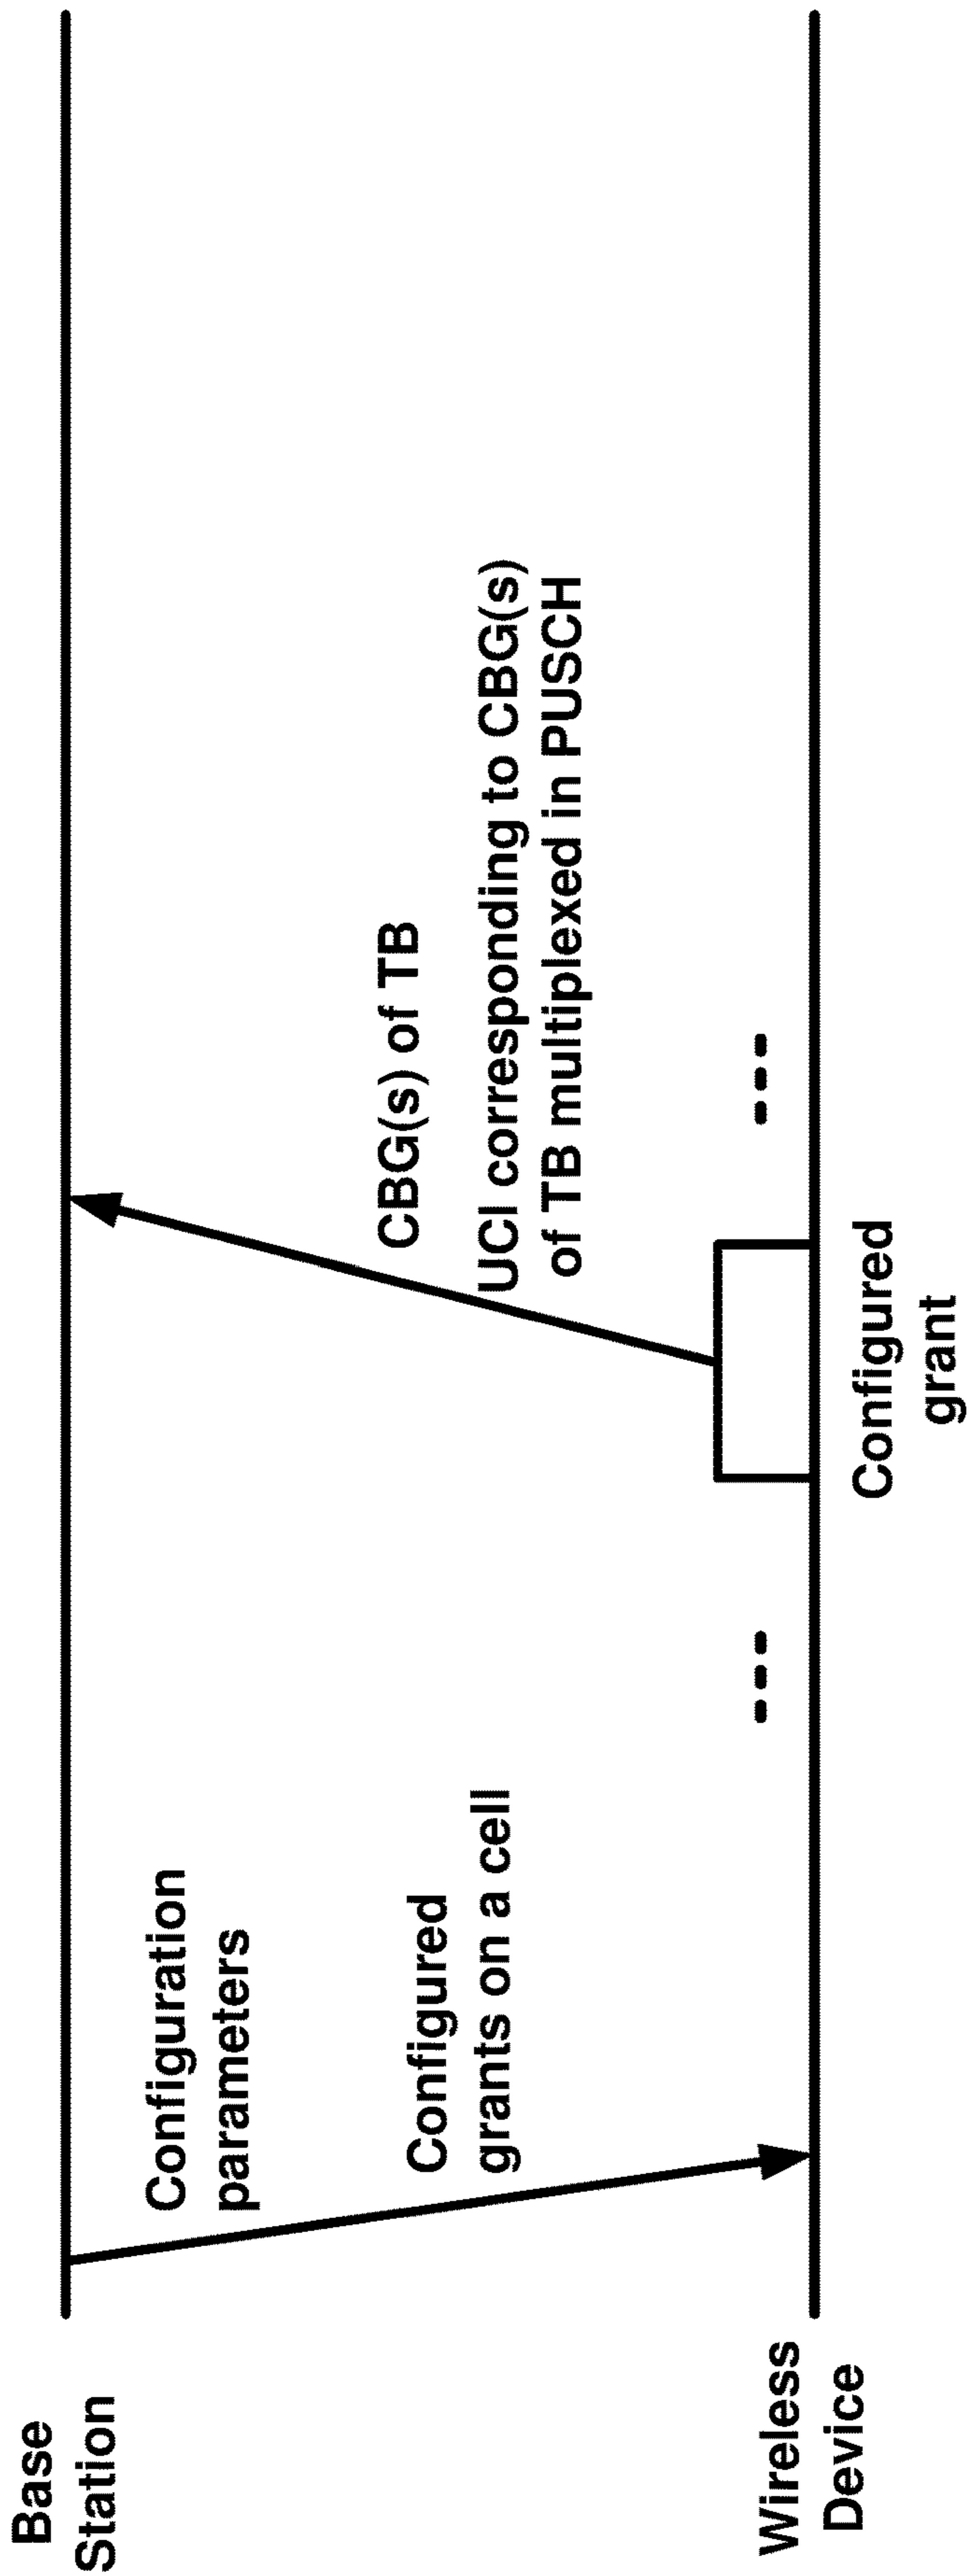 Base
Station
Configuration
parameters
Configured
grants on a cell
CBG(s) of TB
UCI corresponding to CBG(s)
of TB multiplexed in PUSCH
Wireless
Device
Configured
grant